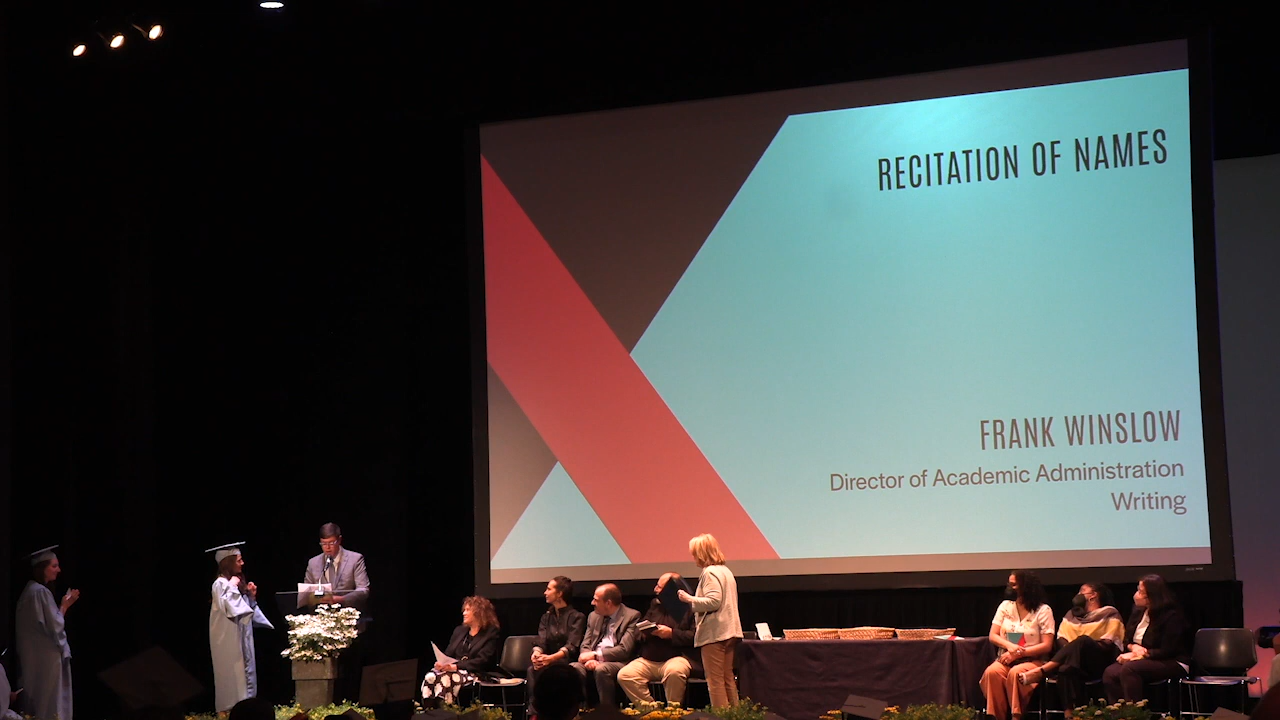 RECITATION OF NAMES
FRANK WINSLOW
Director of Academic Administration
Writing